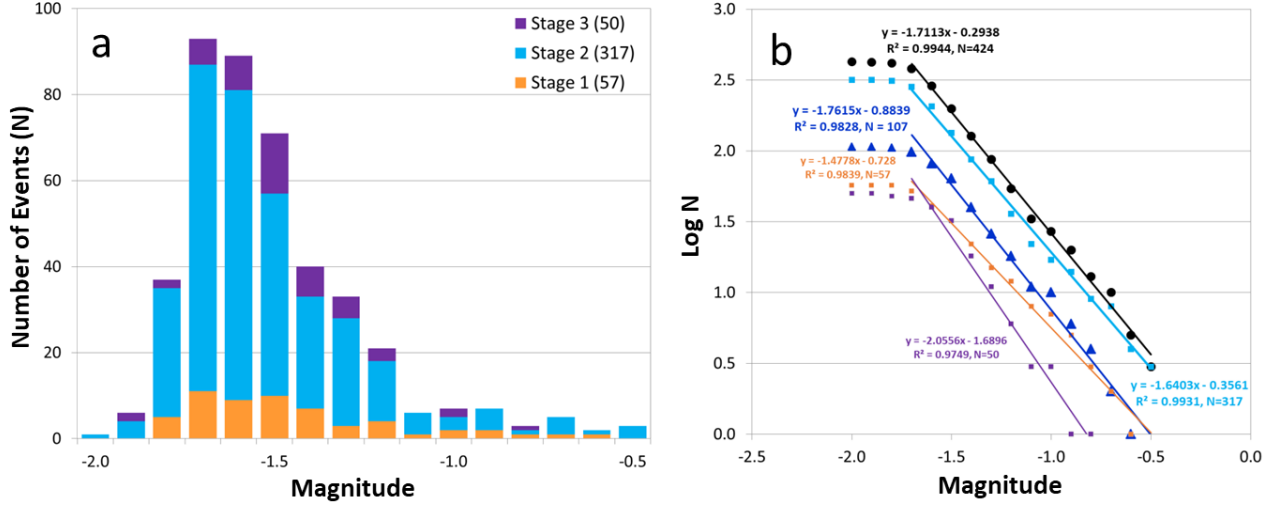 a
Stage 3 (50)
Stage 2 (317)
Stage 1 (57)
100
80
60
40
20
0
-2.0
-1.5
-1.0
-0.5
Number of Events (N)
Magnitude
b
y = -1.7113x - 0.2938
R² = 0.9944, N=424
y = -1.7615x - 0.8839
R² = 0.9828, N = 107
y = -1.4778x - 0.728
R² = 0.9839, N=57
y = -2.0556x - 1.6896
R² = 0.9749, N=50
y = -1.6403x - 0.3561
R² = 0.9931, N=317
3.0
2.5
2.0
1.5
1.0
0.5
0.0
-2.5
-2.0
-1.5
-1.0
-0.5
0.0
Log N
Magnitude